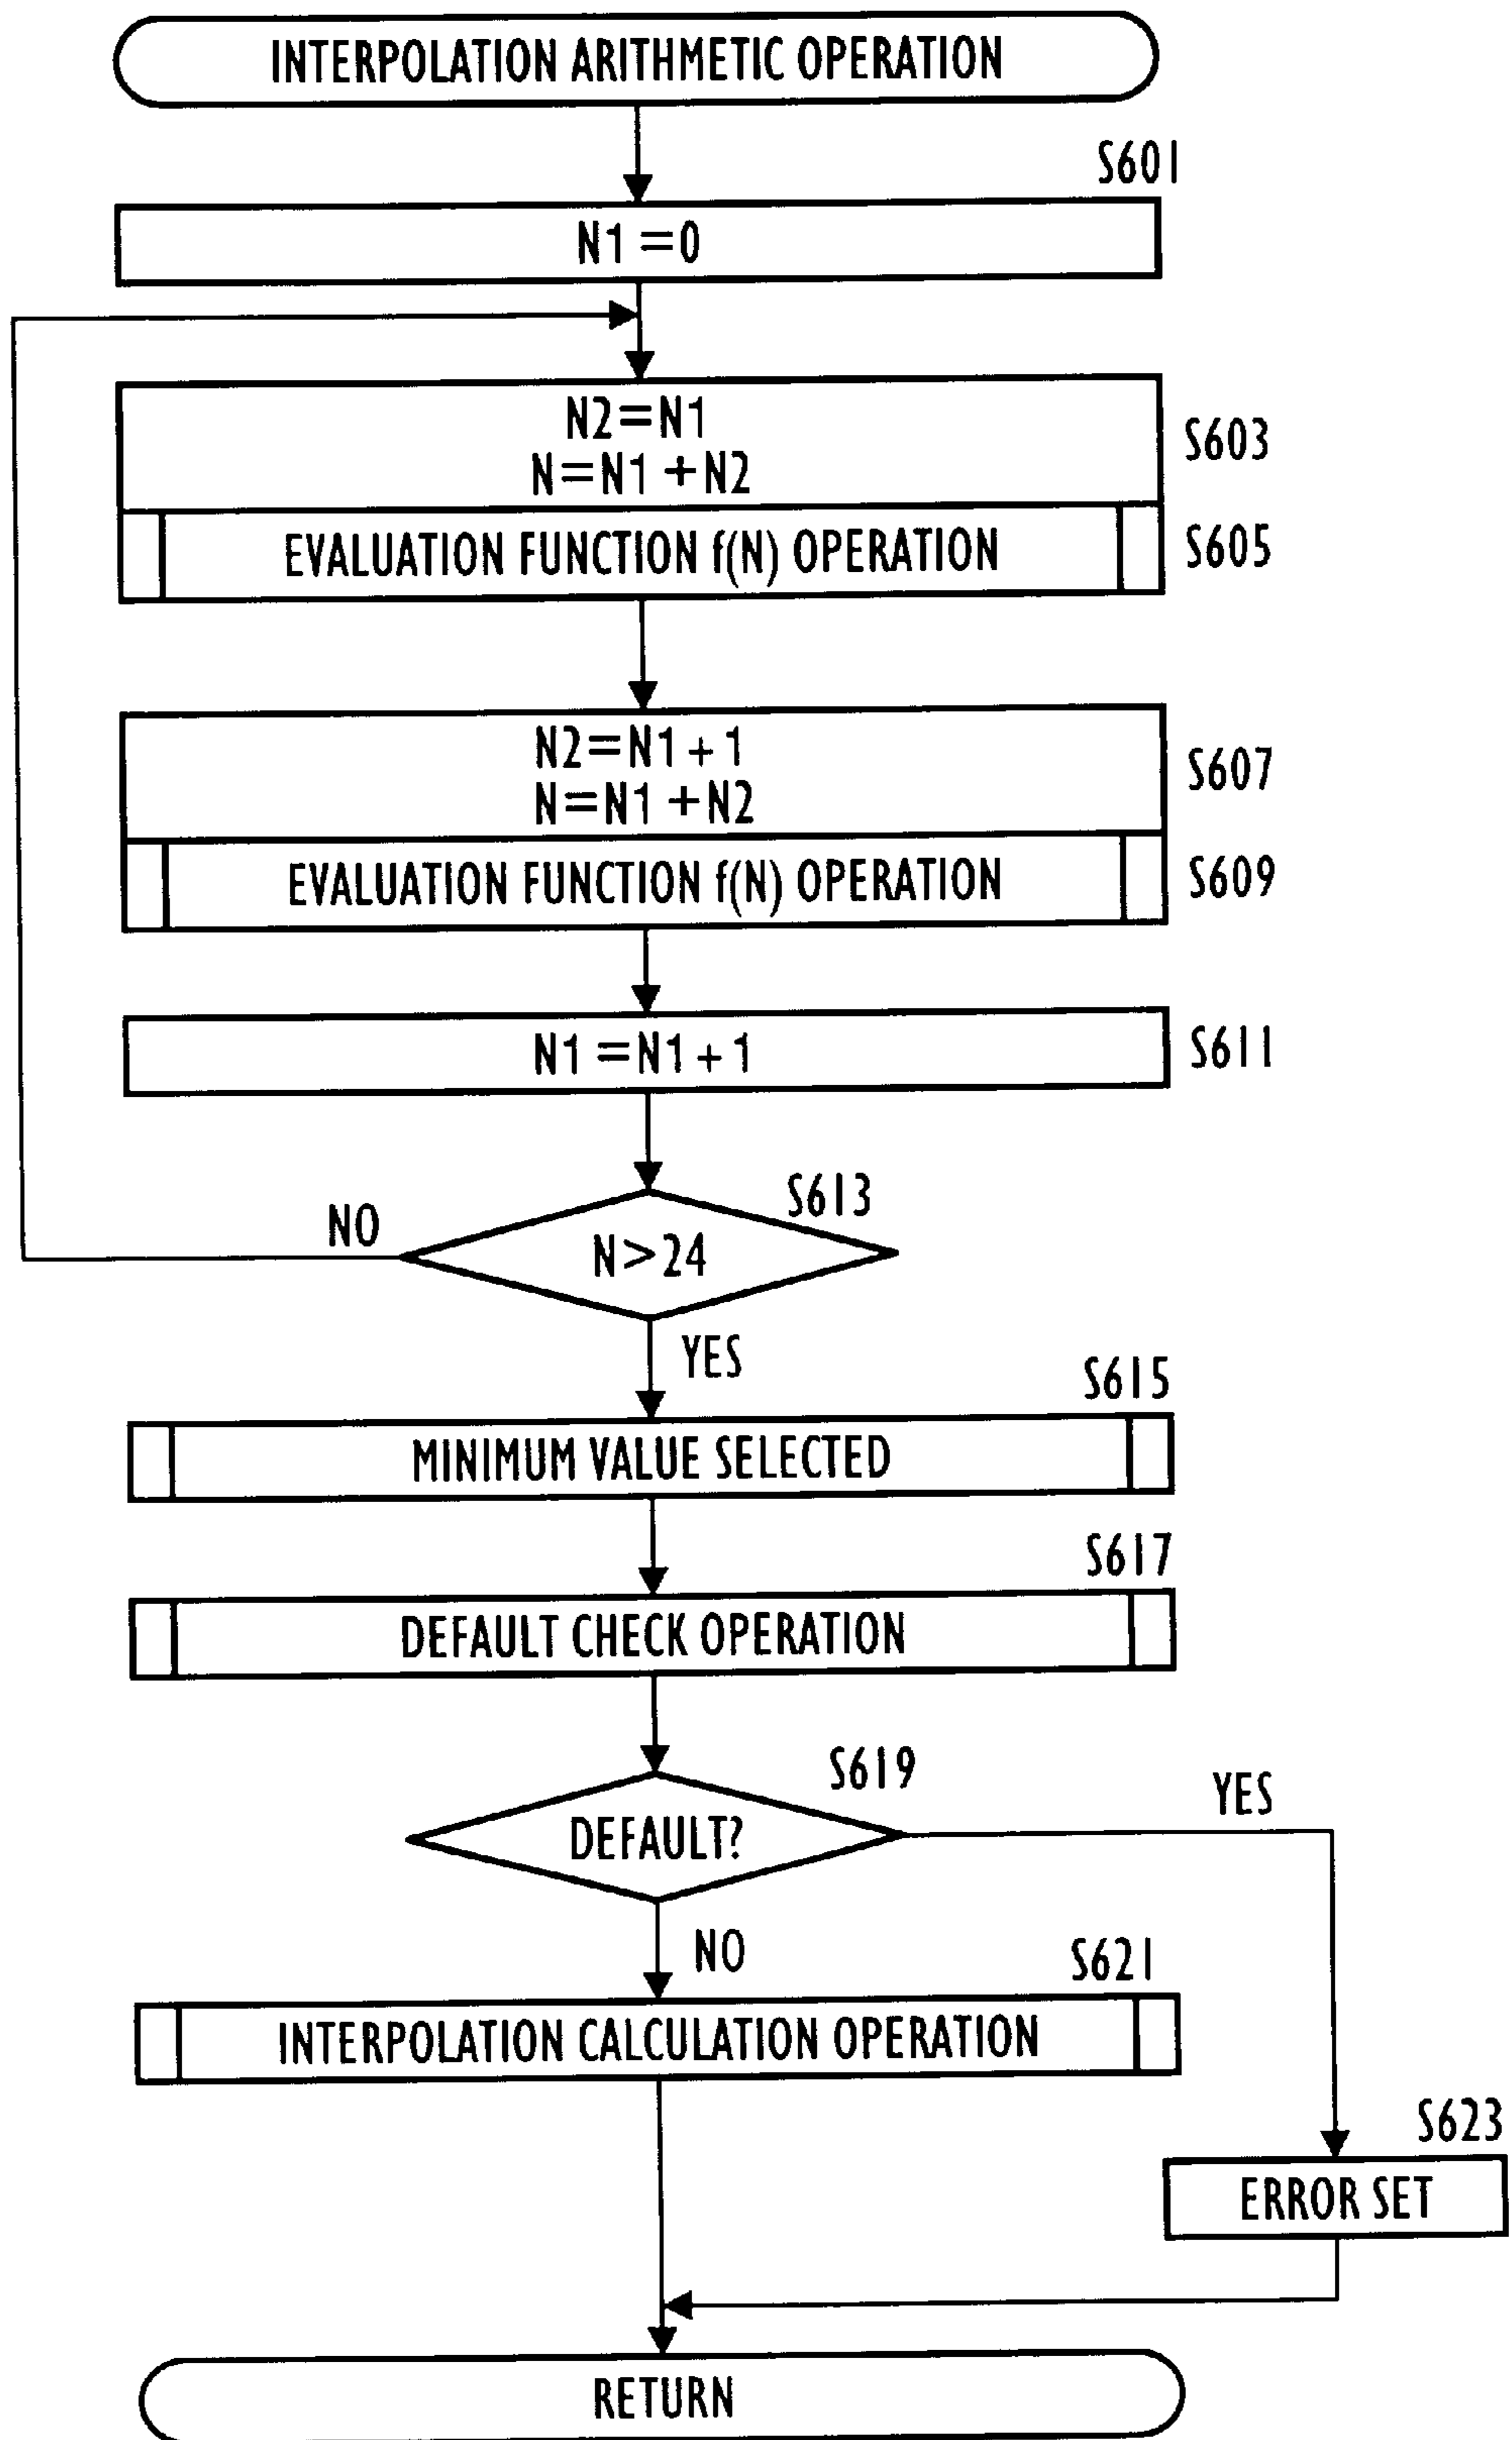 INTERPOLATION ARITHMETIC OPERATION
S601
N1=0
N2=N1
N=N1+N2
S603
EVALUATION FUNCTION f(N) OPERATION
S605
N2=N1+1
N=N1+N2
S607
EVALUATION FUNCTION f(N) OPERATION
S609
N1=N1+1
S611
S613
NO
N>24
YES
S615
MINIMUM VALUE SELECTED
S617
DEFAULT CHECK OPERATION
S619
YES
DEFAULT?
NO
S621
INTERPOLATION CALCULATION OPERATION
S623
ERROR SET
RETURN